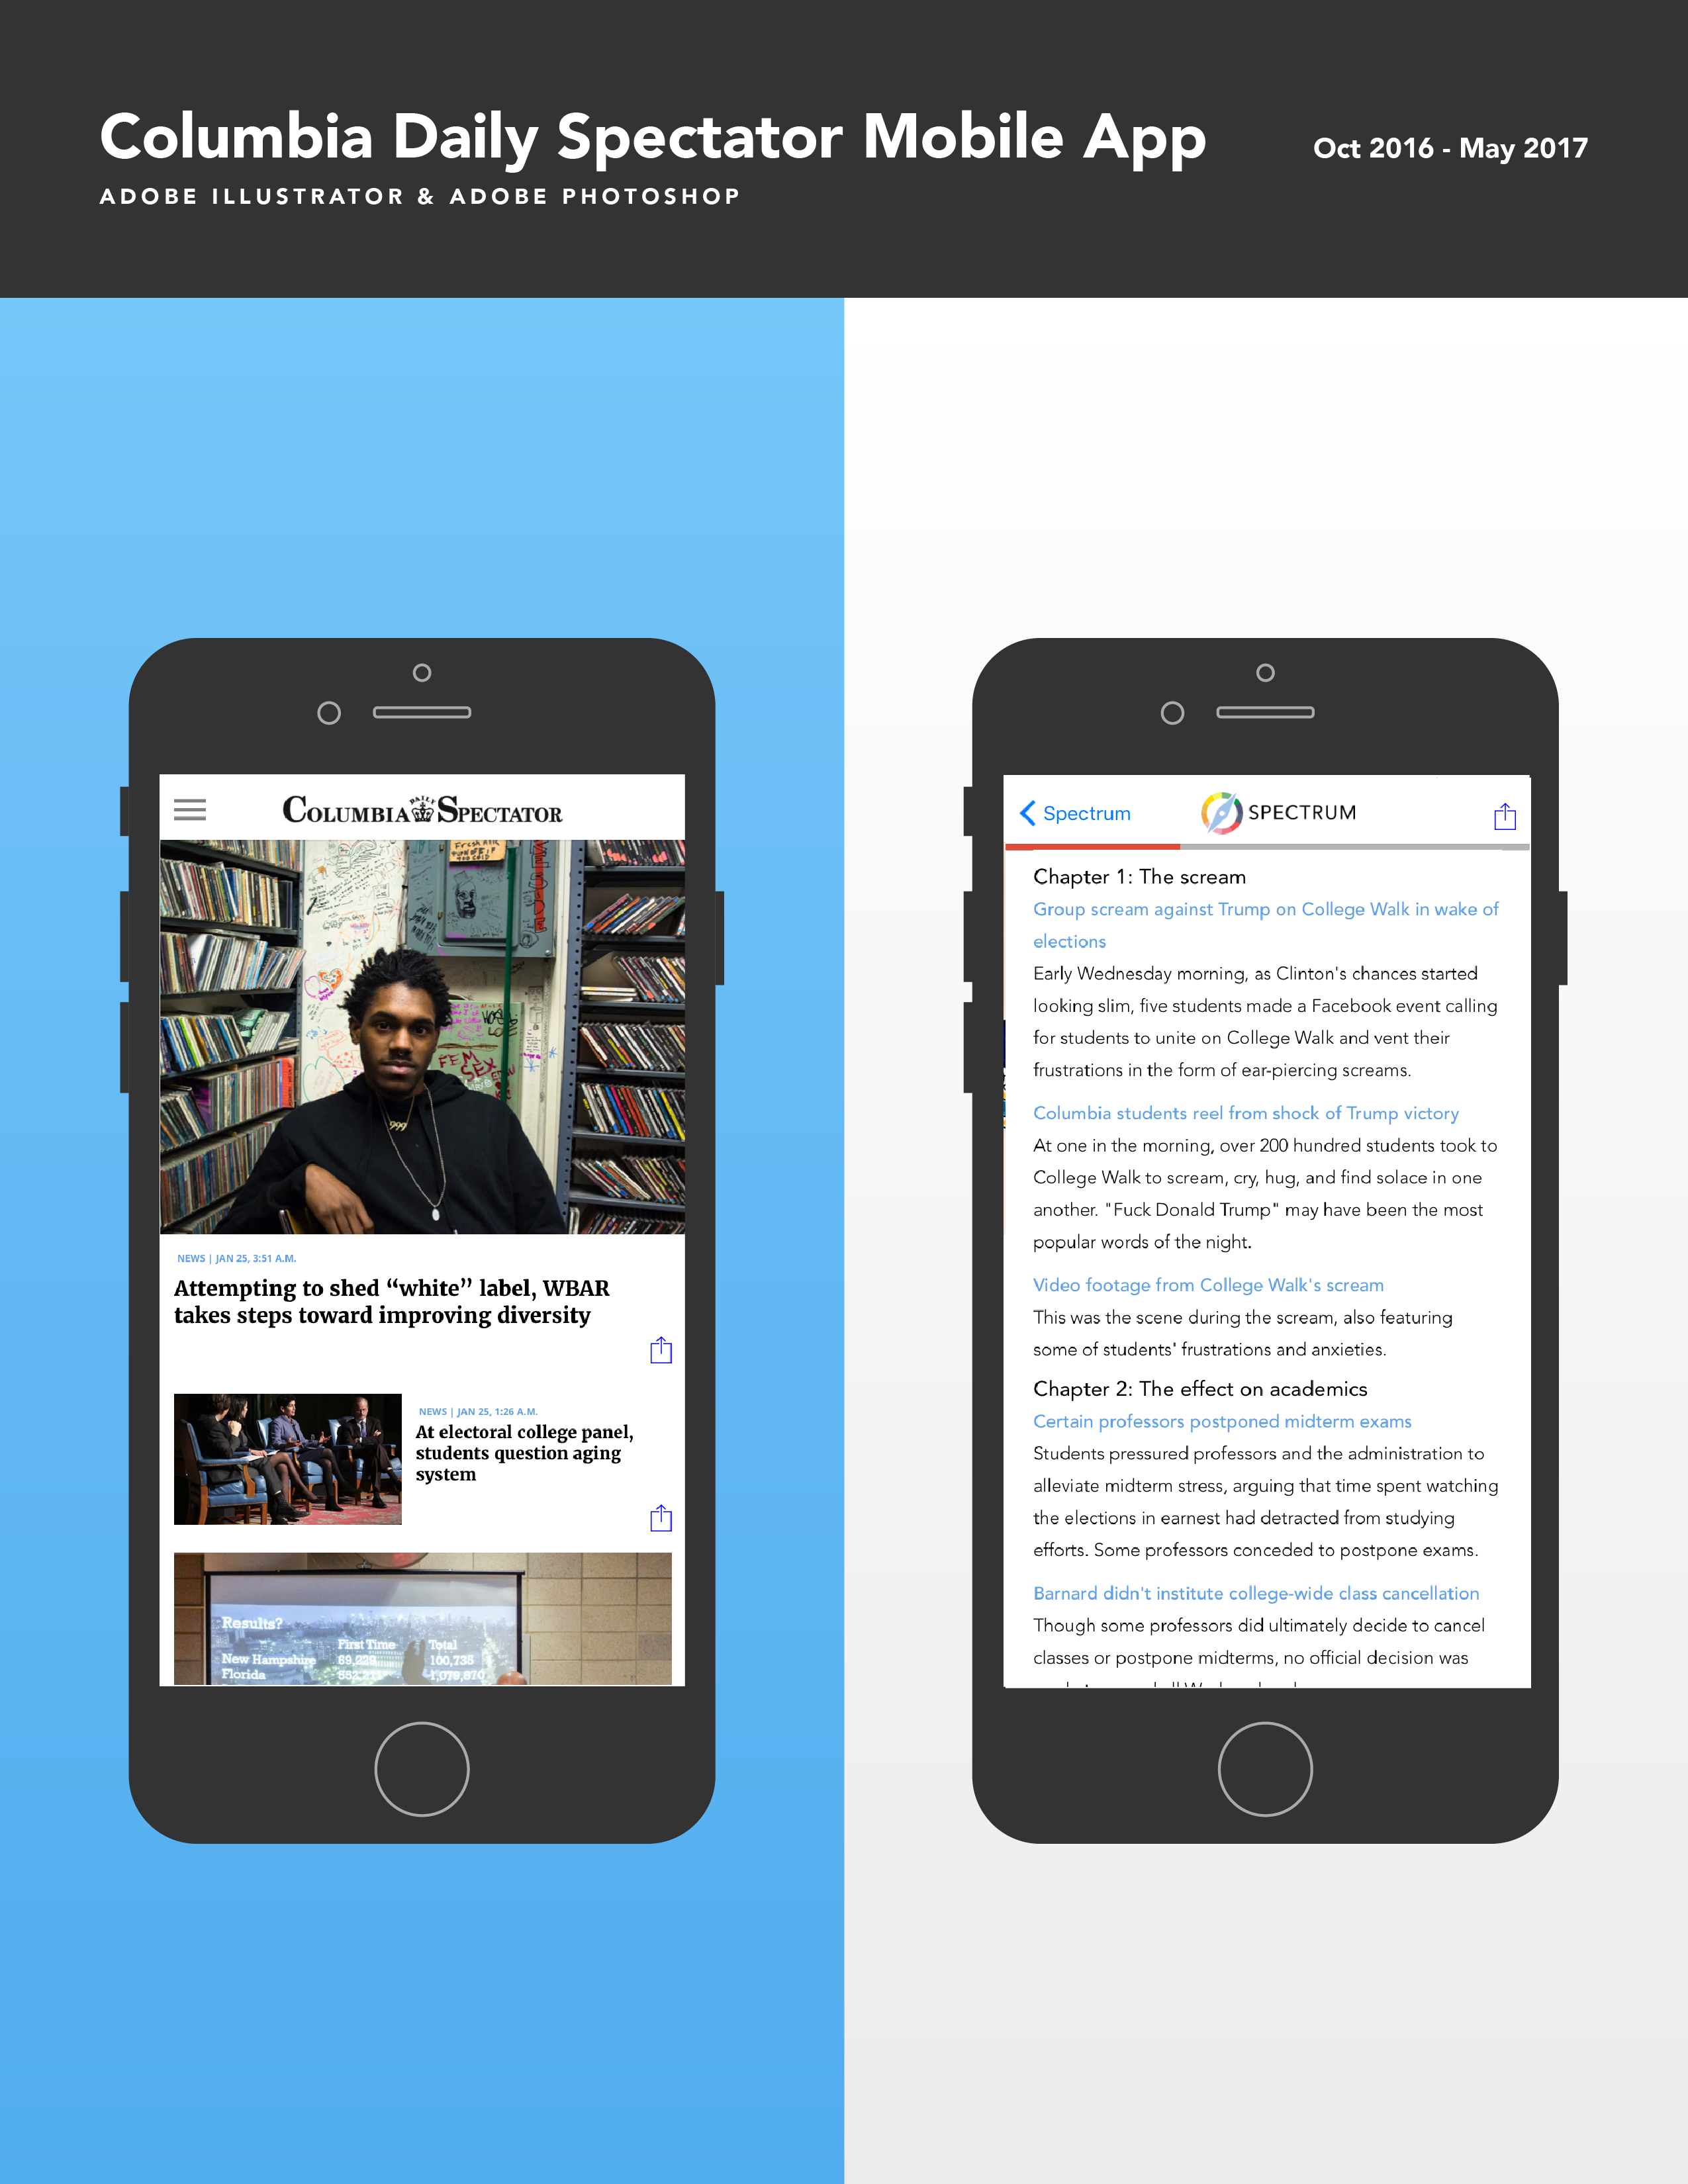 Columbia Daily Spectator Mobile App
Oct 2016 - May 2017
ADOBE ILLUSTRATOR & ADOBE PHOTOSHOP
COLUMBIA DAILY SPECTATOR
Fresh Air
FEM
SEX
999
NEWS | JAN 25, 3:51 A.M.
Attempting to shed “white” label, WBAR
takes steps toward improving diversity
NEWS | JAN 25, 1:26 A.M.
At electoral college panel,
students question aging
system
Results?
First Time Total
New Hampshire 69,229 100,735
Florida
Spectrum
SPECTRUM
Chapter 1: The scream
Group scream against Trump on College Walk in wake of
elections
Early Wednesday morning, as Clinton's chances started
looking slim, five students made a Facebook event calling
for students to unite on College Walk and vent their
frustrations in the form of ear-piercing screams.
Columbia students reel from shock of Trump victory
At one in the morning, over 200 hundred students took to
College Walk to scream, cry, hug, and find solace in one
another. "Fuck Donald Trump" may have been the most
popular words of the night.
Video footage from College Walk's scream
This was the scene during the scream, also featuring
some of students' frustrations and anxieties.
Chapter 2: The effect on academics
Certain professors postponed midterm exams
Students pressured professors and the administration to
alleviate midterm stress, arguing that time spent watching
the elections in earnest had detracted from studying
efforts. Some professors conceded to postpone exams.
Barnard didn't institute college-wide class cancellation
Though some professors did ultimately decide to cancel
classes or postpone midterms, no official decision was